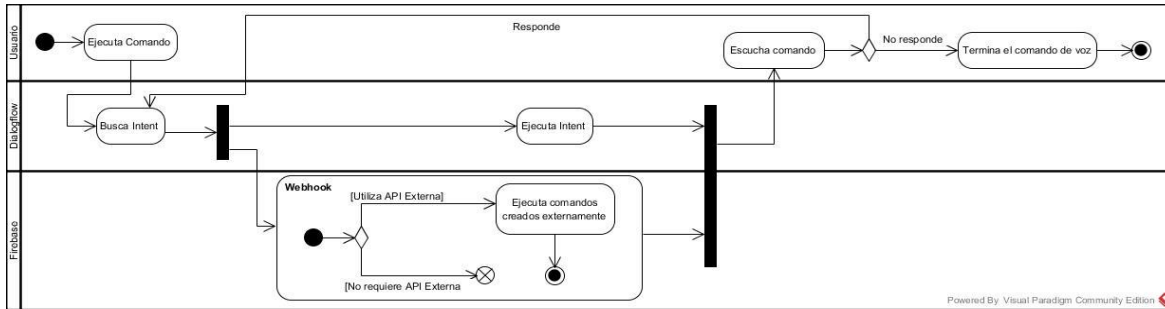 Usuario
Ejecuta Comando
Responde
Escucha comando
No responde
Termina el comando de voz
Dialogflow
Busca Intent
Ejecuta Intent
Firebase
Webhook
[Utiliza API Externa]
Ejecuta comandos
creados externamente
[No requiere API Externa
Powered By Visual Paradigm Community Edition